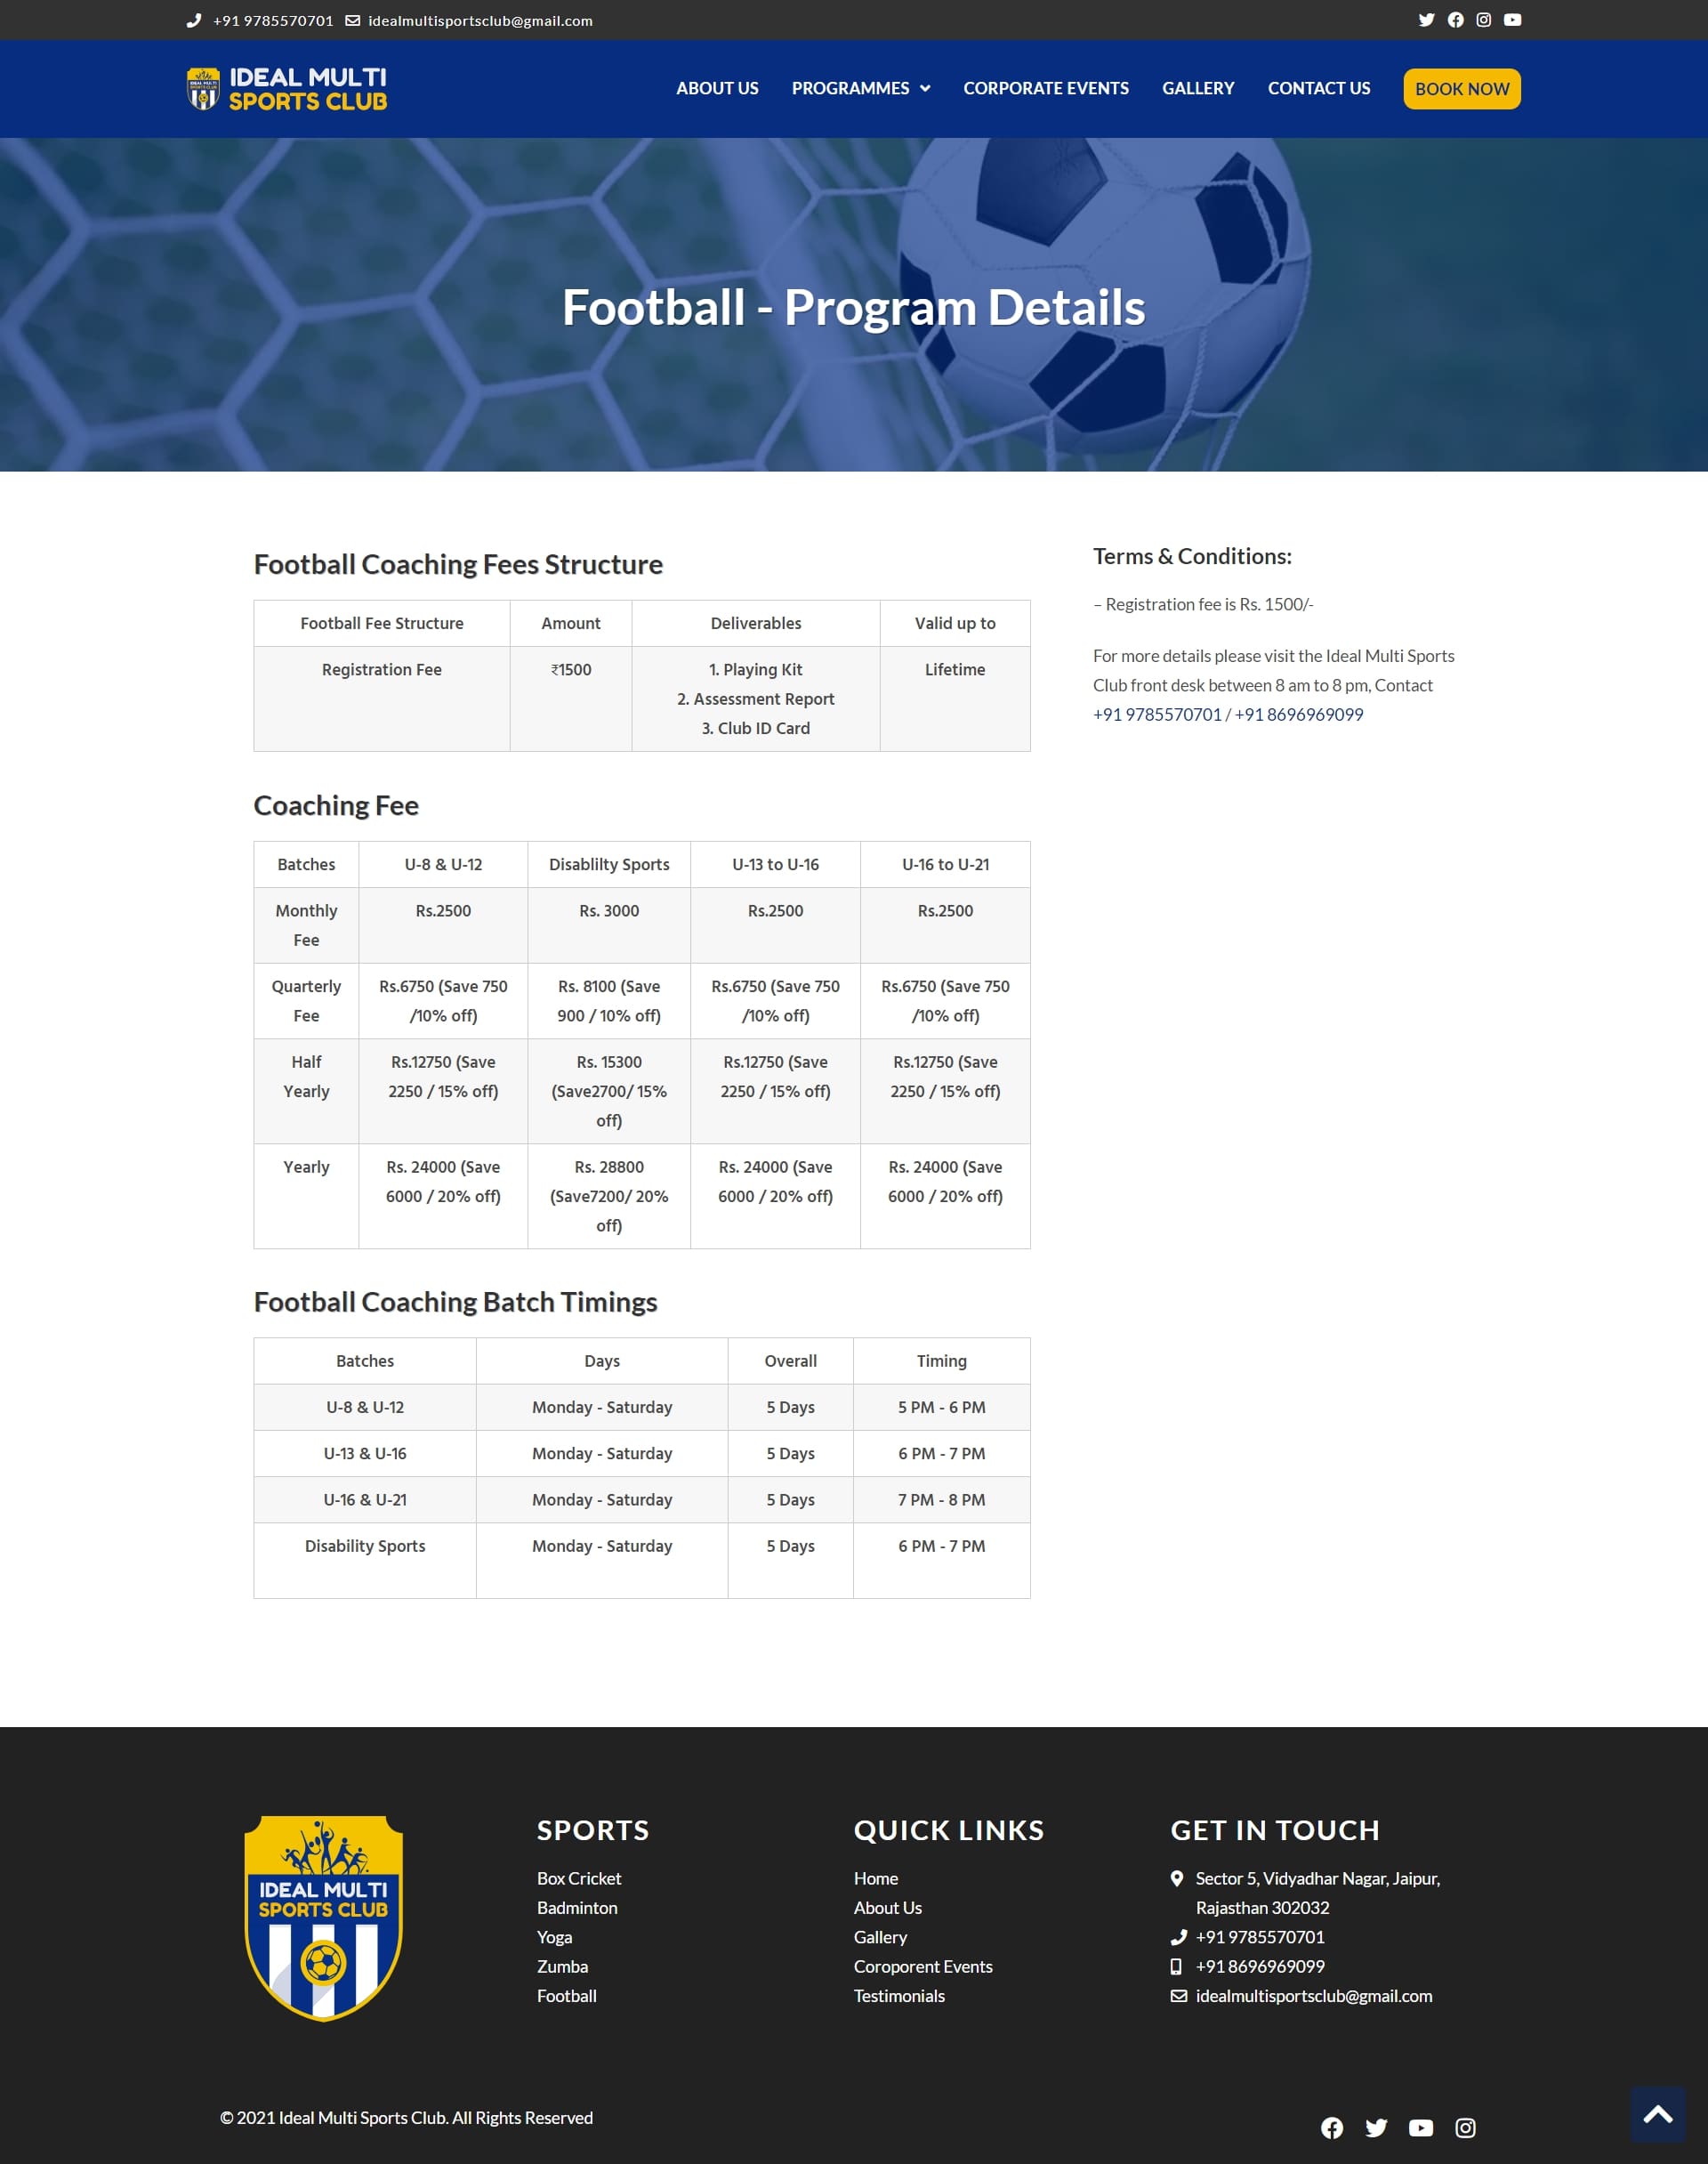 +91 9785570701 idealmultisportsclub@gmail.com
IDEAL MULTI
SPORTS CLUB
ABOUT US PROGRAMMES CORPORATE EVENTS GALLERY CONTACT US BOOK NOW
Football - Program Details
Football Coaching Fees Structure
Football Fee Structure Amount Deliverables Valid up to
Registration Fee ₹1500 1. Playing Kit Lifetime
2. Assessment Report
3. Club ID Card
Coaching Fee
Batches U-8 & U-12 Disablilty Sports U-13 to U-16 U-16 to U-21
Monthly Rs.2500 Rs. 3000 Rs.2500 Rs.2500
Fee
Quarterly Rs.6750 (Save 750 Rs. 8100 (Save Rs.6750 (Save 750 Rs.6750 (Save 750
Fee /10% off) 900 / 10% off) /10% off) /10% off)
Half Rs.12750 (Save Rs. 15300 Rs.12750 (Save Rs.12750 (Save
Yearly 2250 / 15% off) (Save2700/ 15% 2250 / 15% off) 2250 / 15% off)
off)
Yearly Rs. 24000 (Save Rs. 28800 Rs. 24000 (Save Rs. 24000 (Save
6000 / 20% off) (Save7200/ 20% 6000 / 20% off) 6000 / 20% off)
off)
Football Coaching Batch Timings
Batches Days Overall Timing
U-8 & U-12 Monday - Saturday 5 Days 5 PM - 6 PM
U-13 & U-16 Monday - Saturday 5 Days 6 PM - 7 PM
U-16 & U-21 Monday - Saturday 5 Days 7 PM - 8 PM
Disability Sports Monday - Saturday 5 Days 6 PM - 7 PM
Terms & Conditions:
– Registration fee is Rs. 1500/-
For more details please visit the Ideal Multi Sports
Club front desk between 8 am to 8 pm, Contact
+91 9785570701 / +91 8696969099
IDEAL MULTI
SPORTS CLUB
SPORTS
Box Cricket
Badminton
Yoga
Zumba
Football
QUICK LINKS
Home
About Us
Gallery
Coroporent Events
Testimonials
GET IN TOUCH
Sector 5, Vidyadhar Nagar, Jaipur,
Rajasthan 302032
+91 9785570701
+91 8696969099
idealmultisportsclub@gmail.com
© 2021 Ideal Multi Sports Club. All Rights Reserved